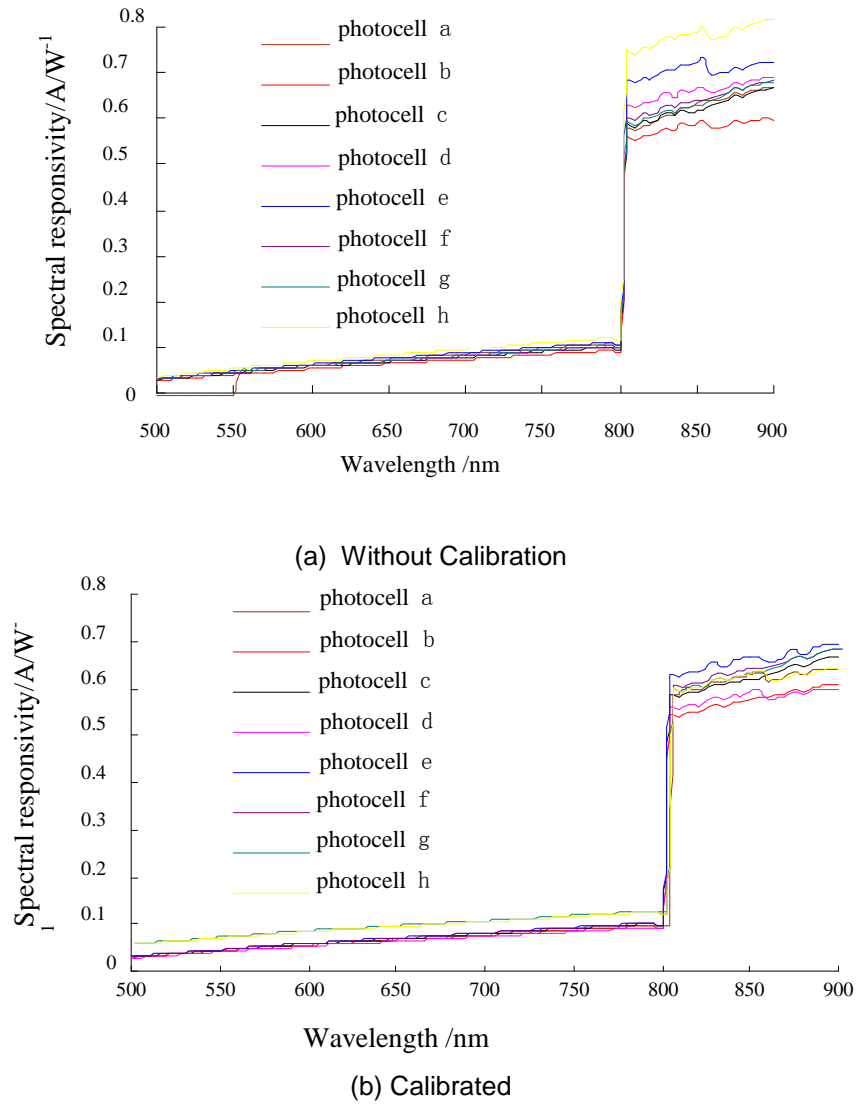 0.8
0.7
0.6
0.5
0.4
0.3
0.2
0.1
0
Spectral responsivity/A/W⁻¹
photocell a
photocell b
photocell c
photocell d
photocell e
photocell f
photocell g
photocell h
500 550 600 650 700 750 800 850 900
Wavelength /nm
(a) Without Calibration
0.8
0.7
0.6
0.5
0.4
0.3
0.2
0.1
0
Spectral responsivity/A/W⁻
1
photocell a
photocell b
photocell c
photocell d
photocell e
photocell f
photocell g
photocell h
500 550 600 650 700 750 800 850 900
Wavelength /nm
(b) Calibrated